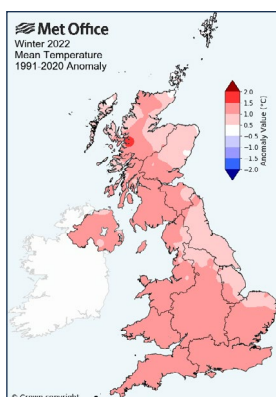 Met Office
Winter 2022
Mean Temperature
1991-2020 Anomaly
2.0
1.5
1.0
0.5
-0.5
-1.0
-1.5
-2.0
Anomaly Value (°C)
© Crown copyright